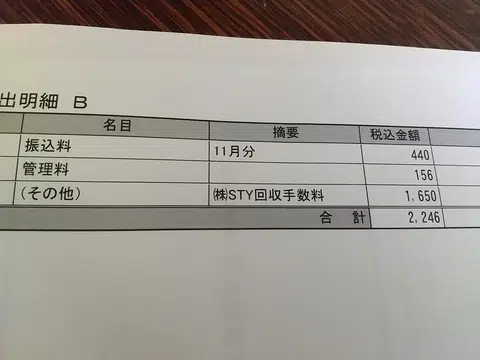 出明細 B
名目 摘要 税込金額
振込料 11月分 440
管理料 156
(その他) ㈱STY回収手数料 1,650
合計 2,246